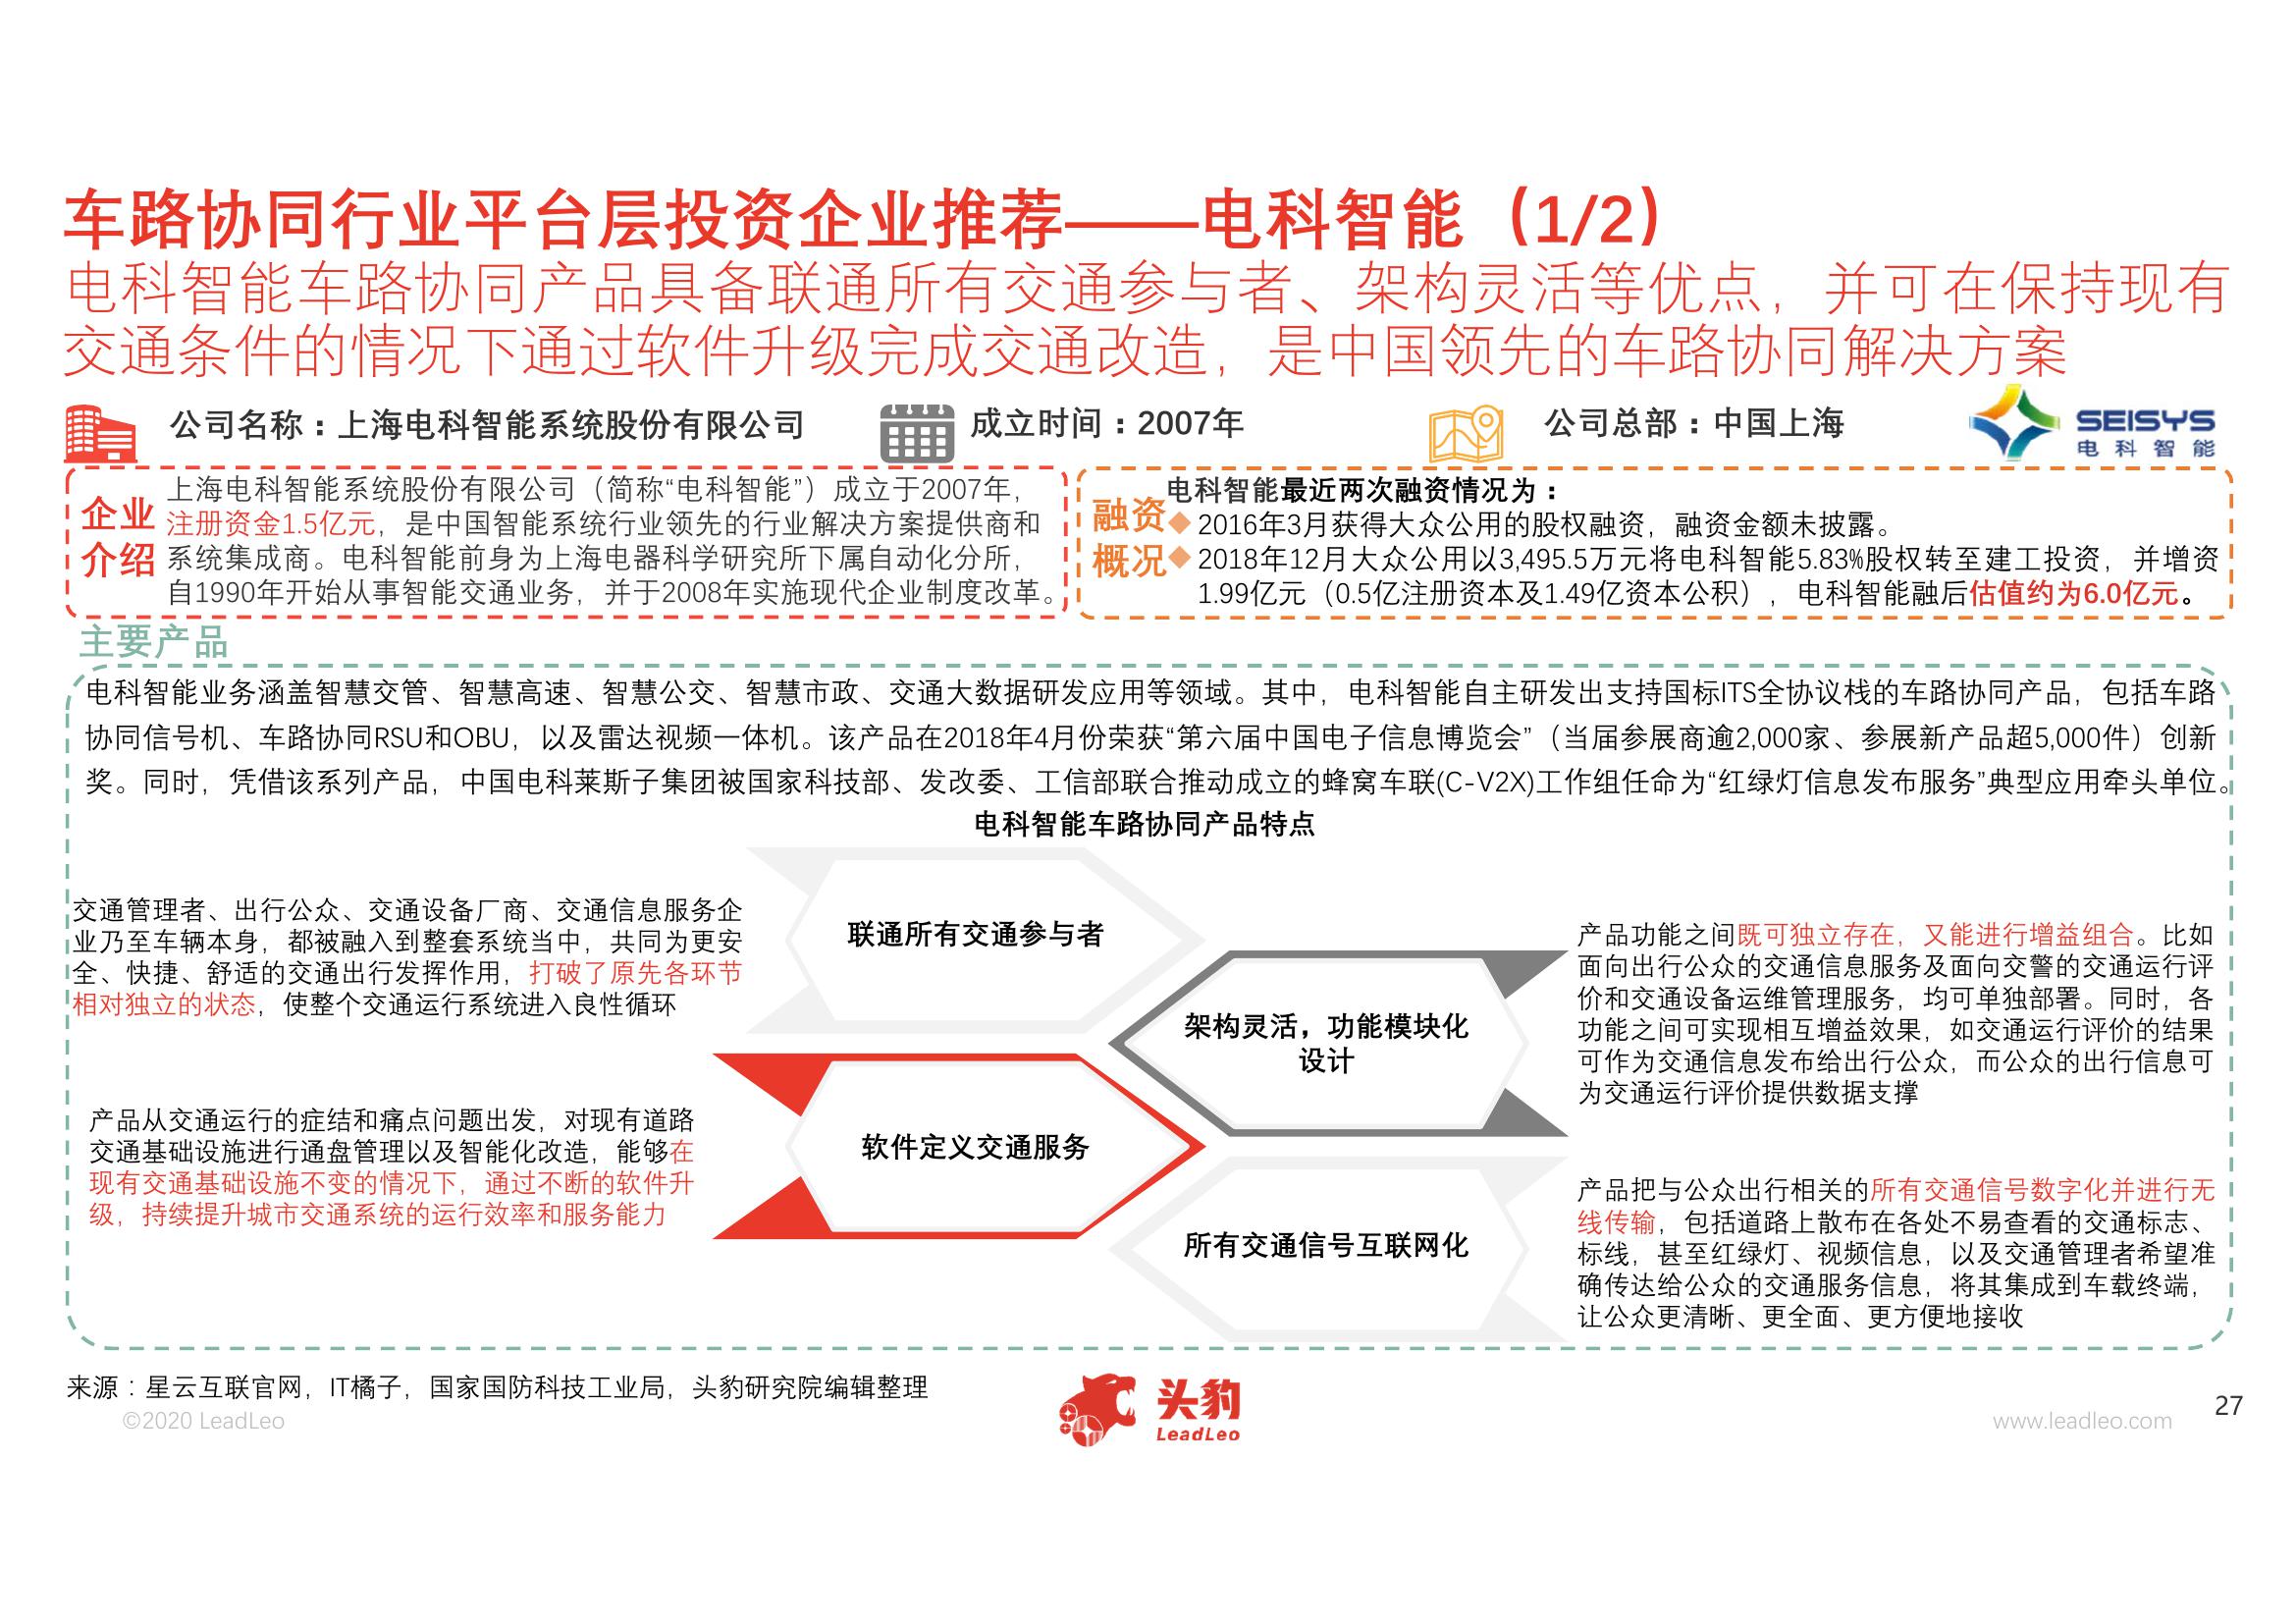 车路协同行业平台层投资企业推荐——电科智能（1/2）
电科智能车路协同产品具备联通所有交通参与者、架构灵活等优点，并可在保持现有
交通条件的情况下通过软件升级完成交通改造，是中国领先的车路协同解决方案
公司名称：上海电科智能系统股份有限公司
成立时间：2007年
公司总部：中国上海
SEISYS
电科智能
企业
介绍
上海电科智能系统股份有限公司（简称“电科智能”）成立于2007年，
注册资金1.5亿元，是中国智能系统行业领先的行业解决方案提供商和
系统集成商。电科智能前身为上海电器科学研究所下属自动化分所，
自1990年开始从事智能交通业务，并于2008年实施现代企业制度改革。
融资
概况
电科智能最近两次融资情况为：
◆ 2016年3月获得大众公用的股权融资，融资金额未披露。
◆ 2018年12月大众公用以3,495.5万元将电科智能5.83%股权转至建工投资，并增资
1.99亿元（0.5亿注册资本及1.49亿资本公积），电科智能融后估值约为6.0亿元。
主要产品
电科智能业务涵盖智慧交管、智慧高速、智慧公交、智慧市政、交通大数据研发应用等领域。其中，电科智能自主研发出支持国标ITS全协议栈的车路协同产品，包括车路
协同信号机、车路协同RSU和OBU，以及雷达视频一体机。该产品在2018年4月份荣获“第六届中国电子信息博览会”（当届参展商逾2,000家、参展新产品超5,000件）创新
奖。同时，凭借该系列产品，中国电科莱斯子集团被国家科技部、发改委、工信部联合推动成立的蜂窝车联(C-V2X)工作组任命为“红绿灯信息发布服务”典型应用牵头单位。
电科智能车路协同产品特点
交通管理者、出行公众、交通设备厂商、交通信息服务企
业乃至车辆本身，都被融入到整套系统当中，共同为更安
全、快捷、舒适的交通出行发挥作用，打破了原先各环节
相对独立的状态，使整个交通运行系统进入良性循环
联通所有交通参与者
架构灵活，功能模块化
设计
产品功能之间既可独立存在，又能进行增益组合。比如
面向出行公众的交通信息服务及面向交警的交通运行评
价和交通设备运维管理服务，均可单独部署。同时，各
功能之间可实现相互增益效果，如交通运行评价的结果
可作为交通信息发布给出行公众，而公众的出行信息可
为交通运行评价提供数据支撑
产品从交通运行的症结和痛点问题出发，对现有道路
交通基础设施进行通盘管理以及智能化改造，能够在
现有交通基础设施不变的情况下，通过不断的软件升
级，持续提升城市交通系统的运行效率和服务能力
软件定义交通服务
所有交通信号互联网化
产品把与公众出行相关的所有交通信号数字化并进行无
线传输，包括道路上散布在各处不易查看的交通标志、
标线，甚至红绿灯、视频信息，以及交通管理者希望准
确传达给公众的交通服务信息，将其集成到车载终端，
让公众更清晰、更全面、更方便地接收
来源：星云互联官网，IT橘子，国家国防科技工业局，头豹研究院编辑整理
©2020 LeadLeo
头豹
LeadLeo
www.leadleo.com
27